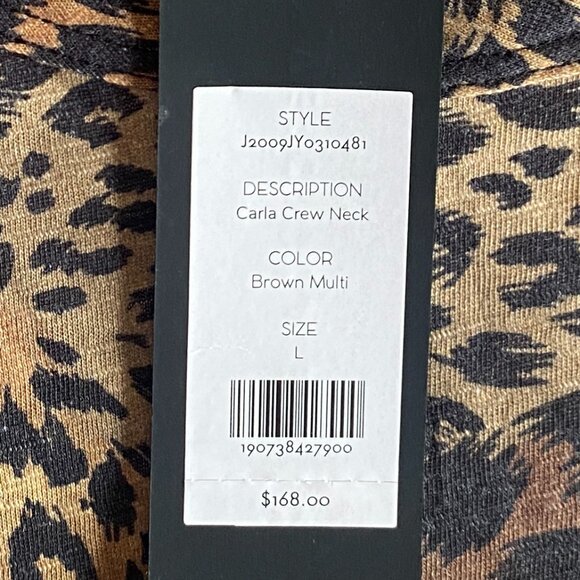 STYLE
J2009JY0310481
DESCRIPTION
Carla Crew Neck
COLOR
Brown Multi
SIZE
L
190738427900
$168.00